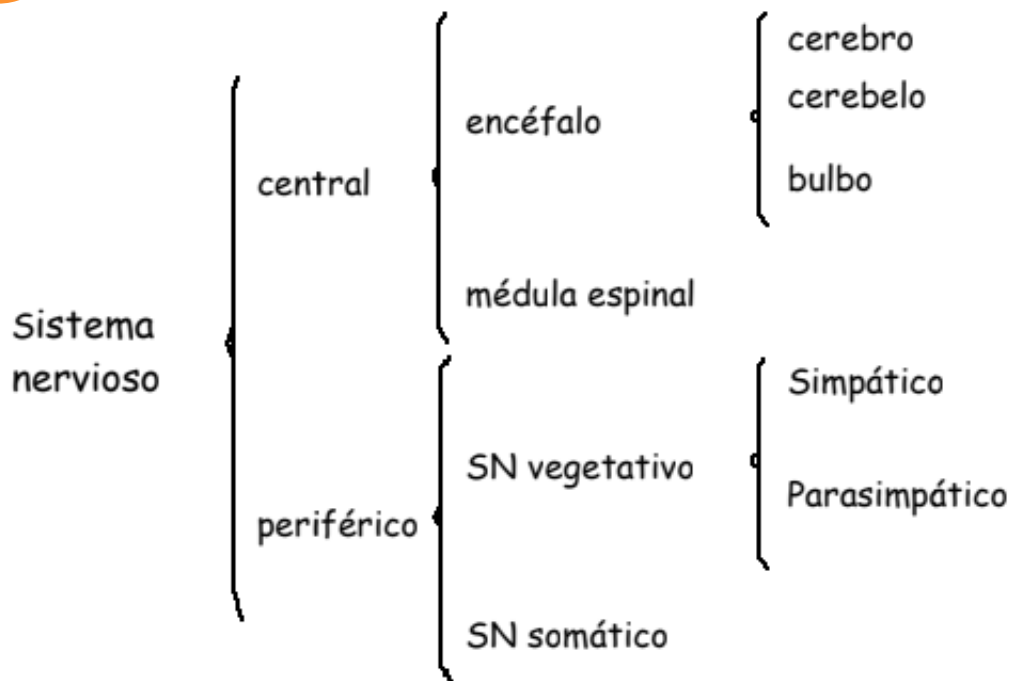 Sistema
nervioso
central
encéfalo
cerebro
cerebelo
bulbo
médula espinal
periférico
SN vegetativo
Simpático
Parasimpático
SN somático